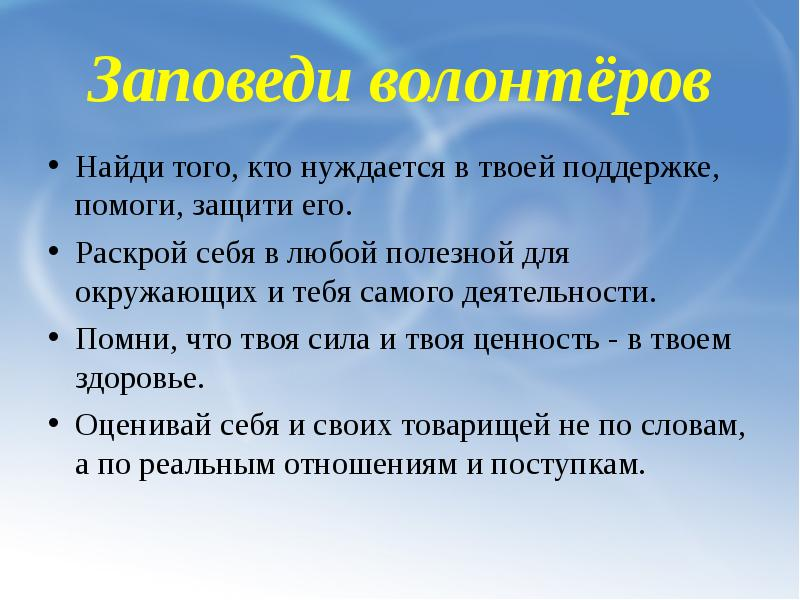 Заповеди волонтёров
• Найди того, кто нуждается в твоей поддержке,
помоги, защити его.
• Раскрой себя в любой полезной для
окружающих и тебя самого деятельности.
• Помни, что твоя сила и твоя ценность - в твоем
здоровье.
• Оценивай себя и своих товарищей не по словам,
а по реальным отношениям и поступкам.